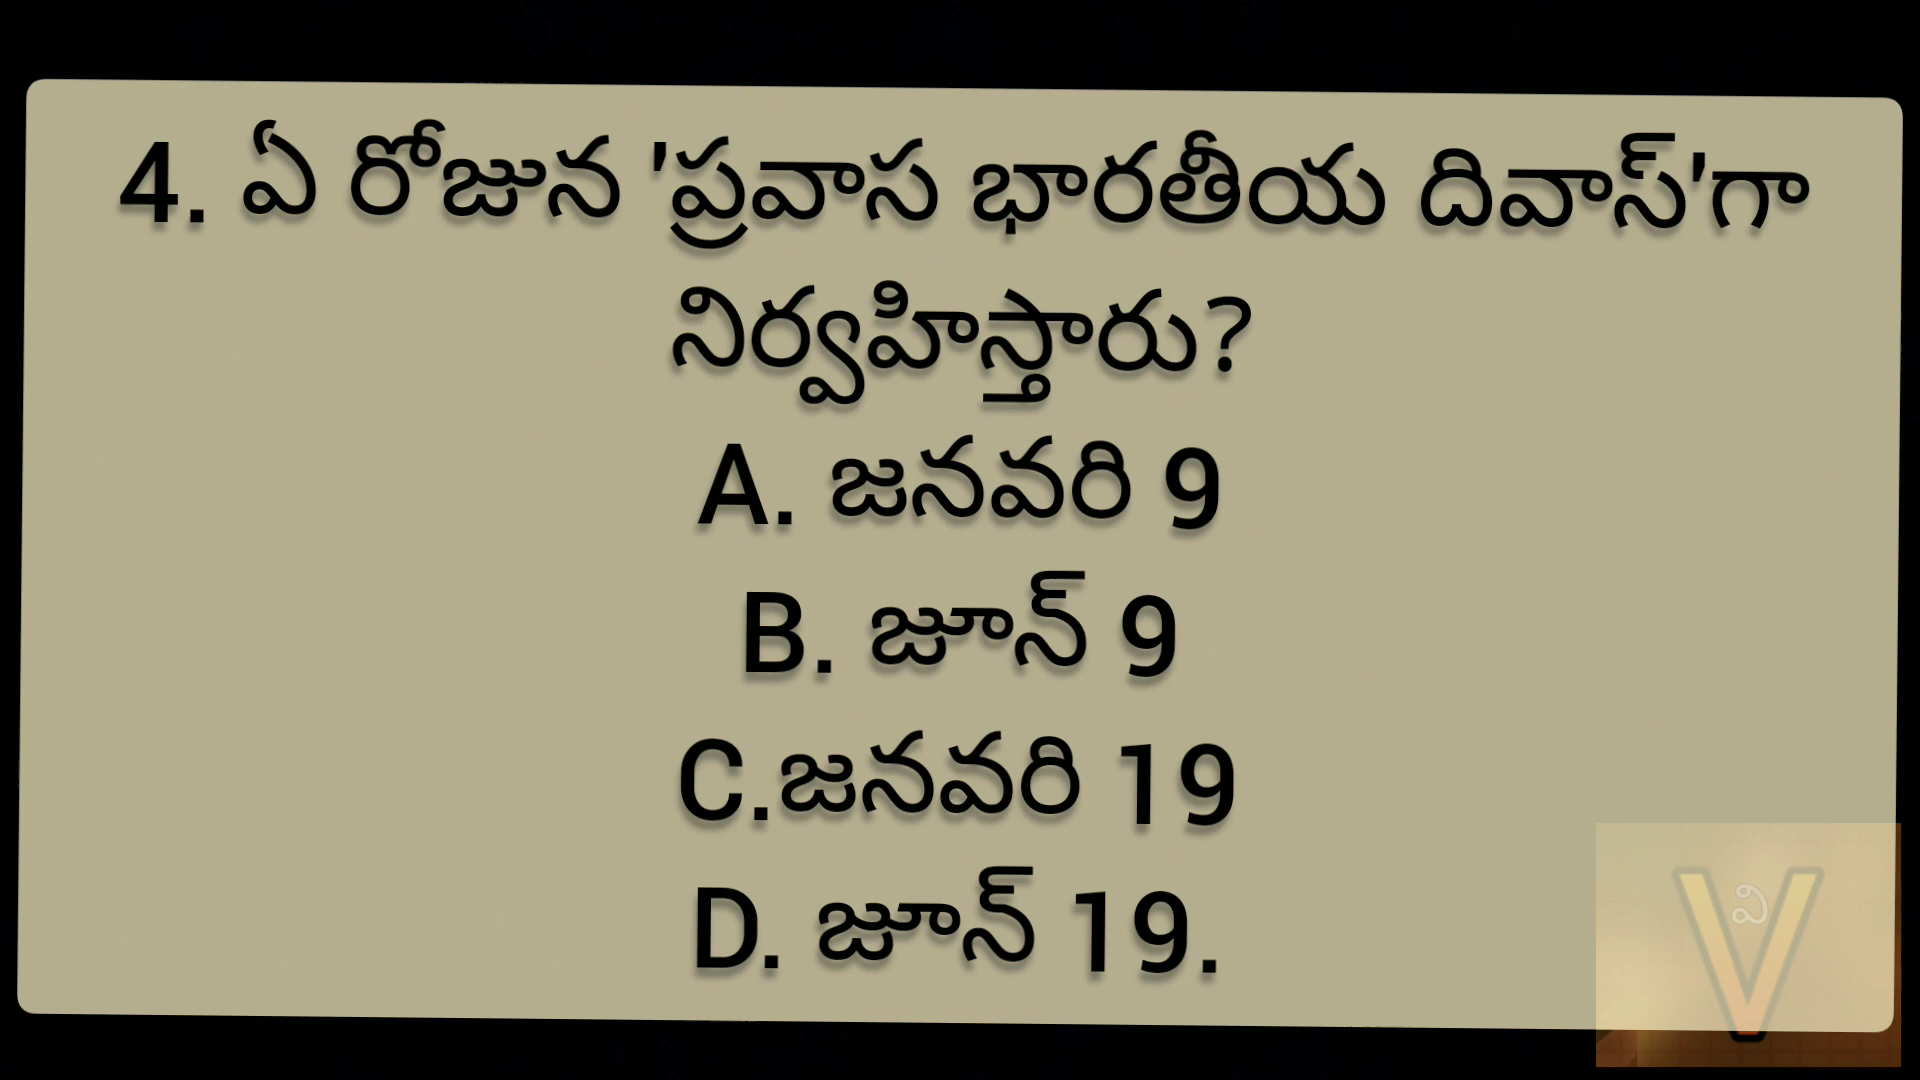 4. ఏ రోజున 'ప్రవాస భారతీయ దివాస్'గా
నిర్వహిస్తారు?
A. జనవరి 9
B. జూన్ 9
C.జనవరి 19
D. జూన్ 19.
V
వి